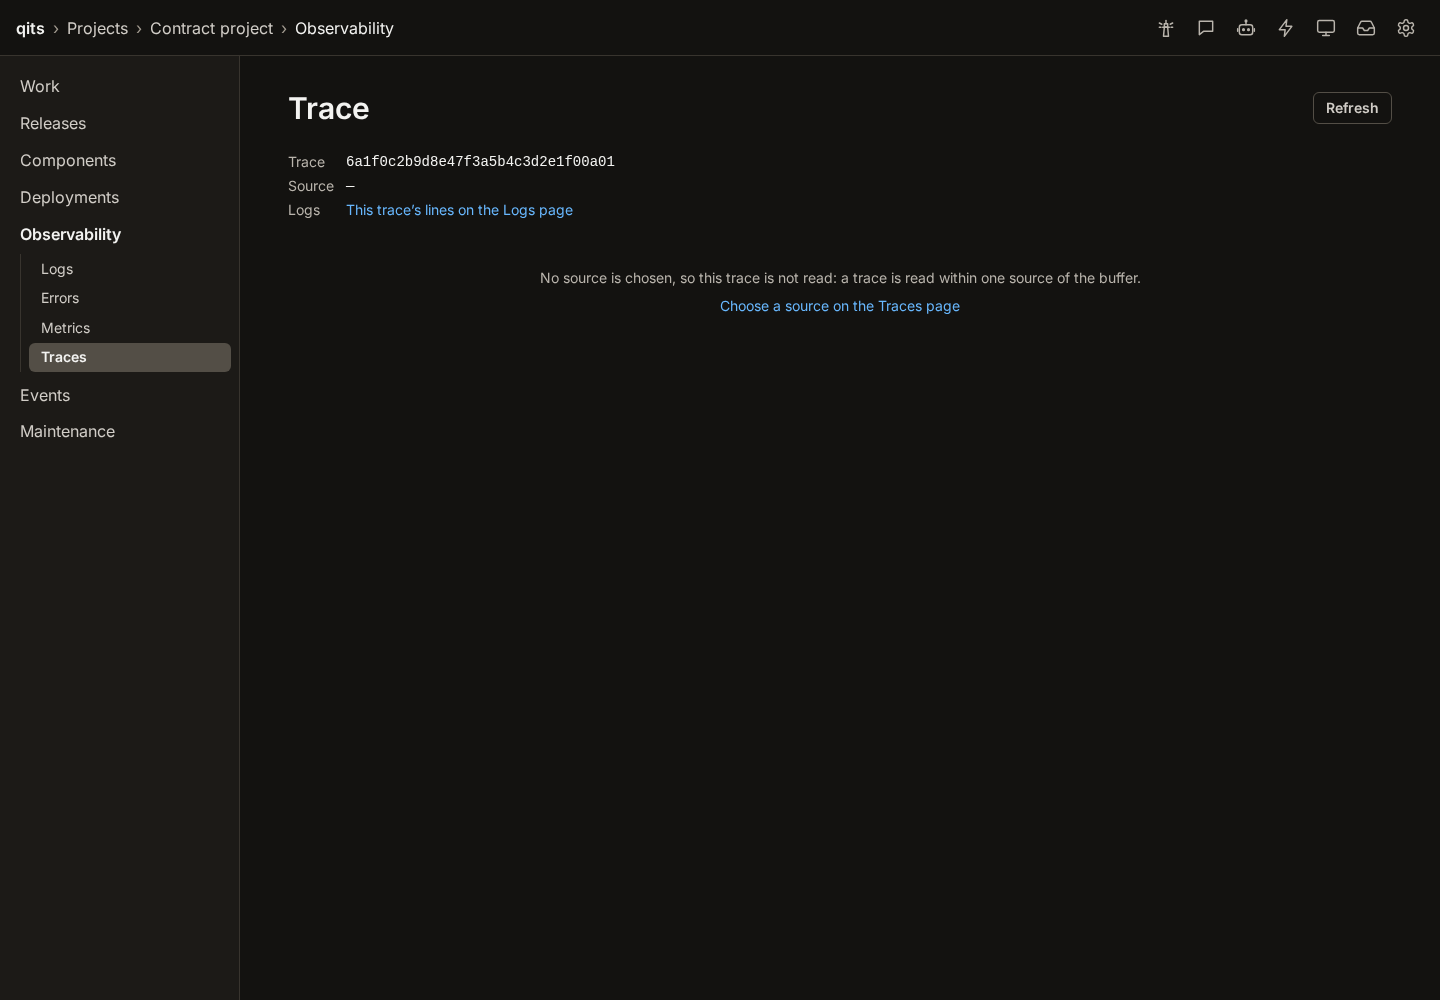 qits › Projects › Contract project › Observability
Work
Releases
Components
Deployments
Observability
Logs
Errors
Metrics
Traces
Events
Maintenance
Trace
Refresh
Trace 6a1f0c2b9d8e47f3a5b4c3d2e1f00a01
Source —
Logs This trace’s lines on the Logs page
No source is chosen, so this trace is not read: a trace is read within one source of the buffer.
Choose a source on the Traces page